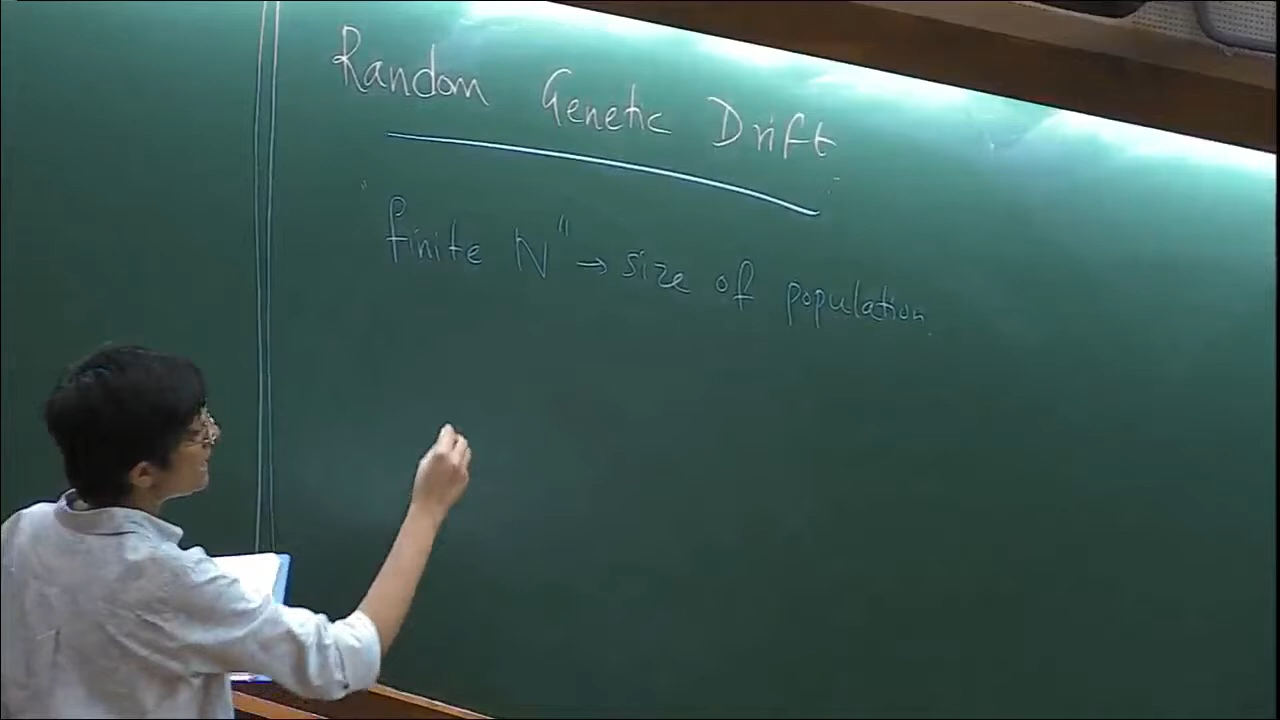 Random Genetic Drift
"finite N" → size of population.